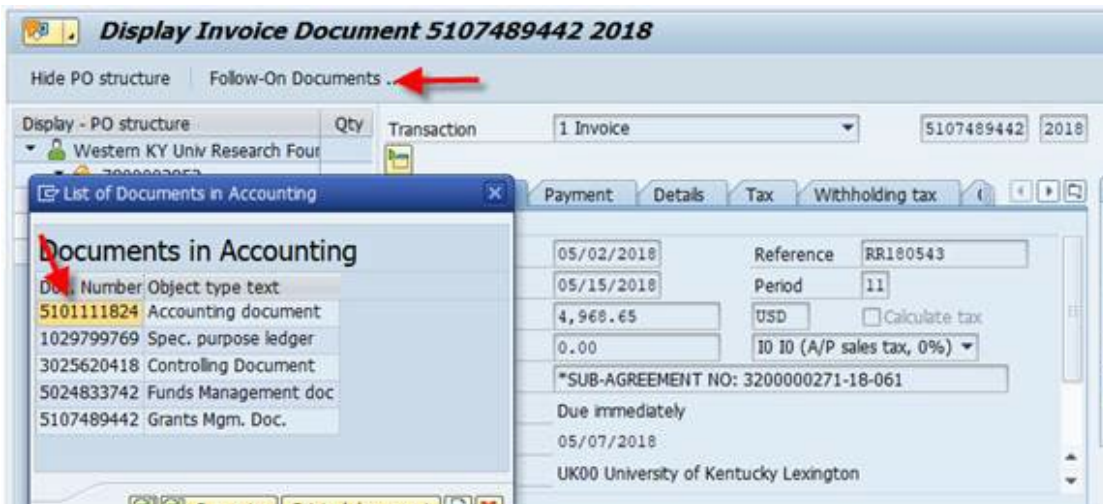 Display Invoice Document 5107489442 2018
Hide PO structure Follow-On Documents ...
Display - PO structure Qty
Western KY Univ Research Four
Transaction 1 Invoice 5107489442 2018
Payment Details Tax Withholding tax
List of Documents in Accounting
Documents in Accounting
Number Object type text
5101111824 Accounting document
1029799769 Spec. purpose ledger
3025620418 Controlling Document
5024833742 Funds Management doc
5107489442 Grants Mgm. Doc.
05/02/2018 Reference RR180543
05/15/2018 Period 11
4,968.65 USD Calculate tax
0.00 I0 I0 (A/P sales tax, 0%)
*SUB-AGREEMENT NO: 3200000271-18-061
Due immediately
05/07/2018
UK00 University of Kentucky Lexington